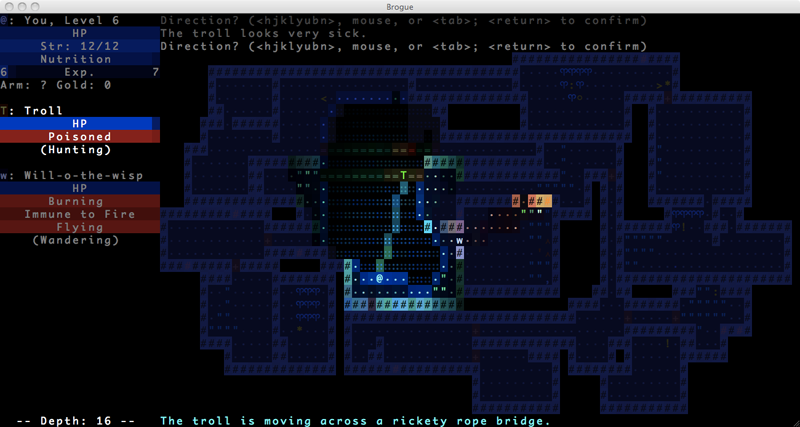 Brogue
@: You, Level 6
HP
Str: 12/12
Nutrition
6 Exp. 7
Arm: ? Gold: 0
T: Troll
HP
Poisoned
(Hunting)
w: Will-o-the-wisp
HP
Burning
Immune to Fire
Flying
(Wandering)
-- Depth: 16 --
Direction? (<hjklyubn>, mouse, or <tab>; <return> to confirm)
The troll looks very sick.
Direction? (<hjklyubn>, mouse, or <tab>; <return> to confirm)
T
w
@
The troll is moving across a rickety rope bridge.